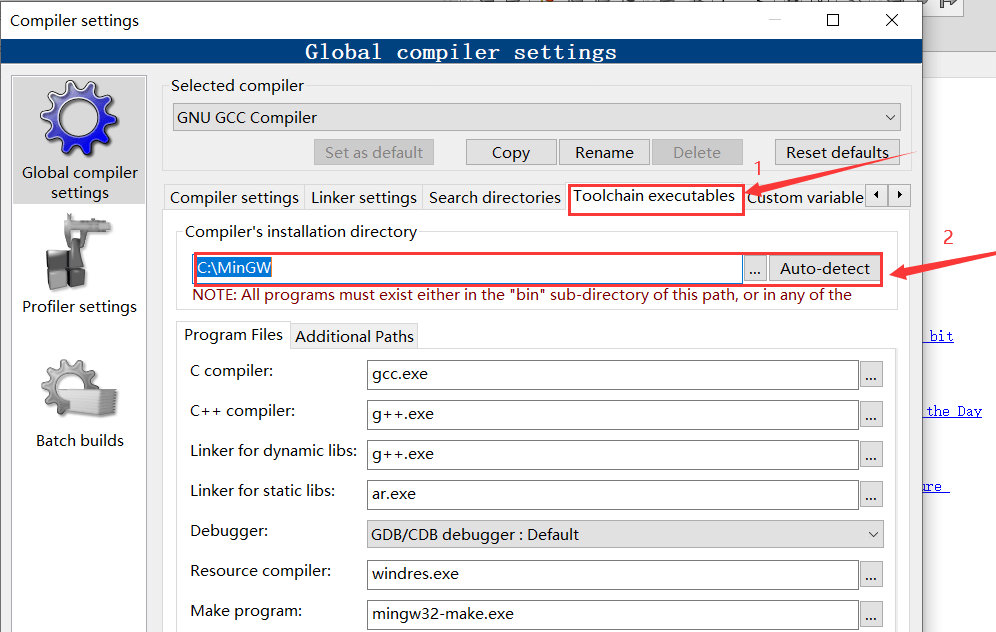 Compiler settings
Global compiler settings
Global compiler
settings
Profiler settings
Batch builds
Selected compiler
GNU GCC Compiler
Set as default
Copy
Rename
Delete
Reset defaults
1
Compiler settings
Linker settings
Search directories
Toolchain executables
Custom variable
2
Compiler's installation directory
C:\MinGW
...
Auto-detect
NOTE: All programs must exist either in the "bin" sub-directory of this path, or in any of the
Program Files
Additional Paths
C compiler:
gcc.exe
...
C++ compiler:
g++.exe
...
Linker for dynamic libs:
g++.exe
...
Linker for static libs:
ar.exe
...
Debugger:
GDB/CDB debugger : Default
Resource compiler:
windres.exe
...
Make program:
mingw32-make.exe
...
bit
the Day